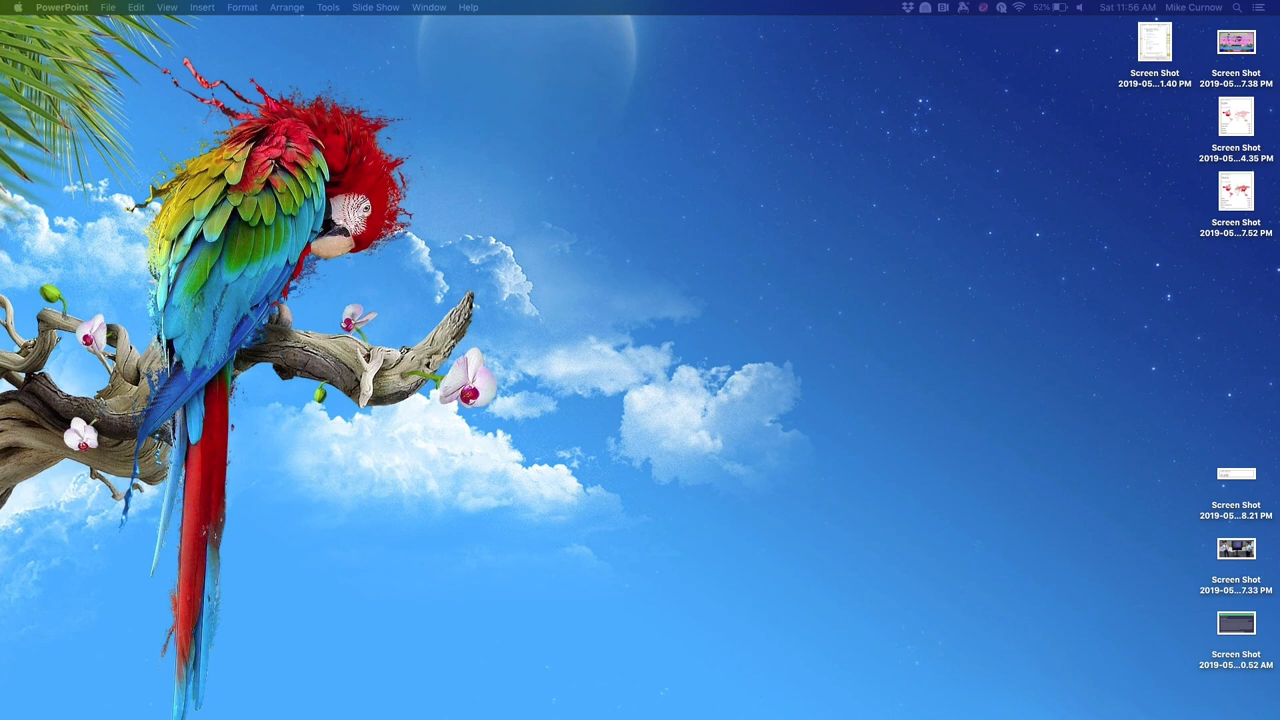 PowerPoint File Edit View Insert Format Arrange Tools Slide Show Window Help 52% Sat 11:56 AM Mike Curnow
Screen Shot
2019-05...1.40 PM
Screen Shot
2019-05...7.38 PM
Screen Shot
2019-05...4.35 PM
Screen Shot
2019-05...7.52 PM
Screen Shot
2019-05...8.21 PM
Screen Shot
2019-05...7.33 PM
Screen Shot
2019-05...0.52 AM